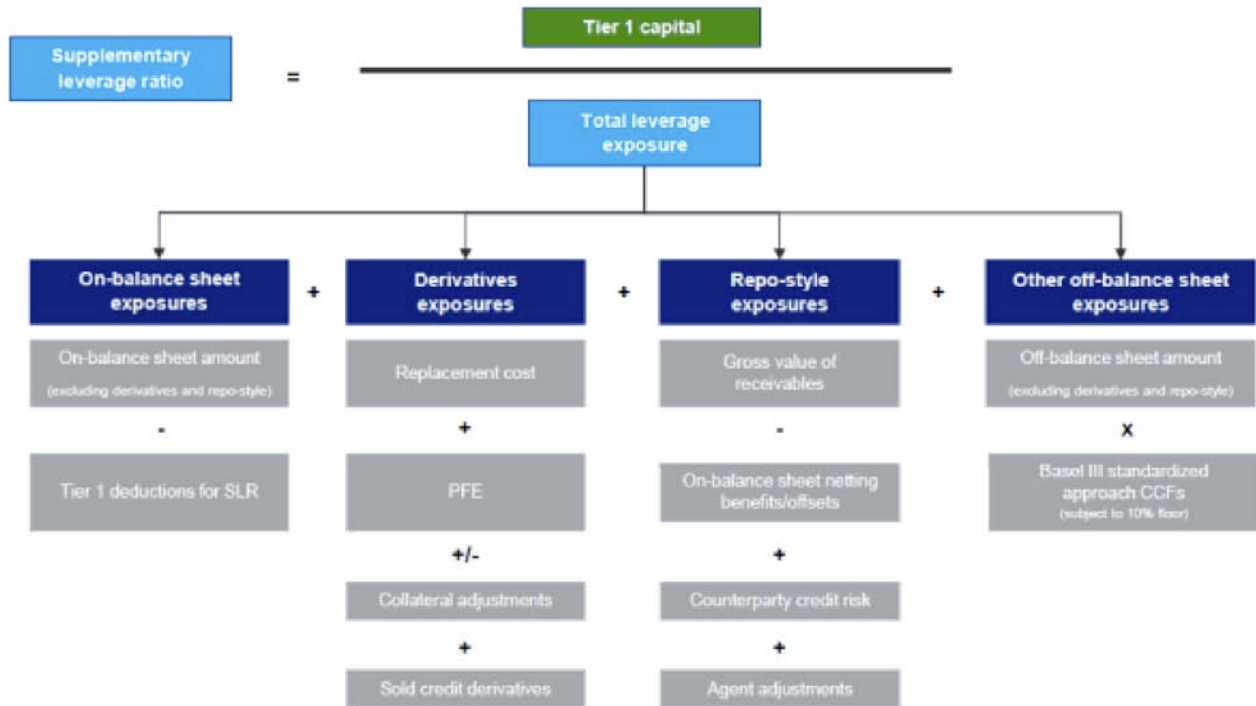 Tier 1 capital
Supplementary
leverage ratio
=
Total leverage
exposure
On-balance sheet
exposures
+
Derivatives
exposures
+
Repo-style
exposures
+
Other off-balance sheet
exposures
On-balance sheet amount
(excluding derivatives and repo-style)
Replacement cost
Gross value of
receivables
Off-balance sheet amount
(excluding derivatives and repo-style)
-
+
-
x
Tier 1 deductions for SLR
PFE
On-balance sheet netting
benefits/offsets
Basel III standardized
approach CCFs
(subject to 10% floor)
+/-
+
Collateral adjustments
Counterparty credit risk
+
+
Sold credit derivatives
Agent adjustments